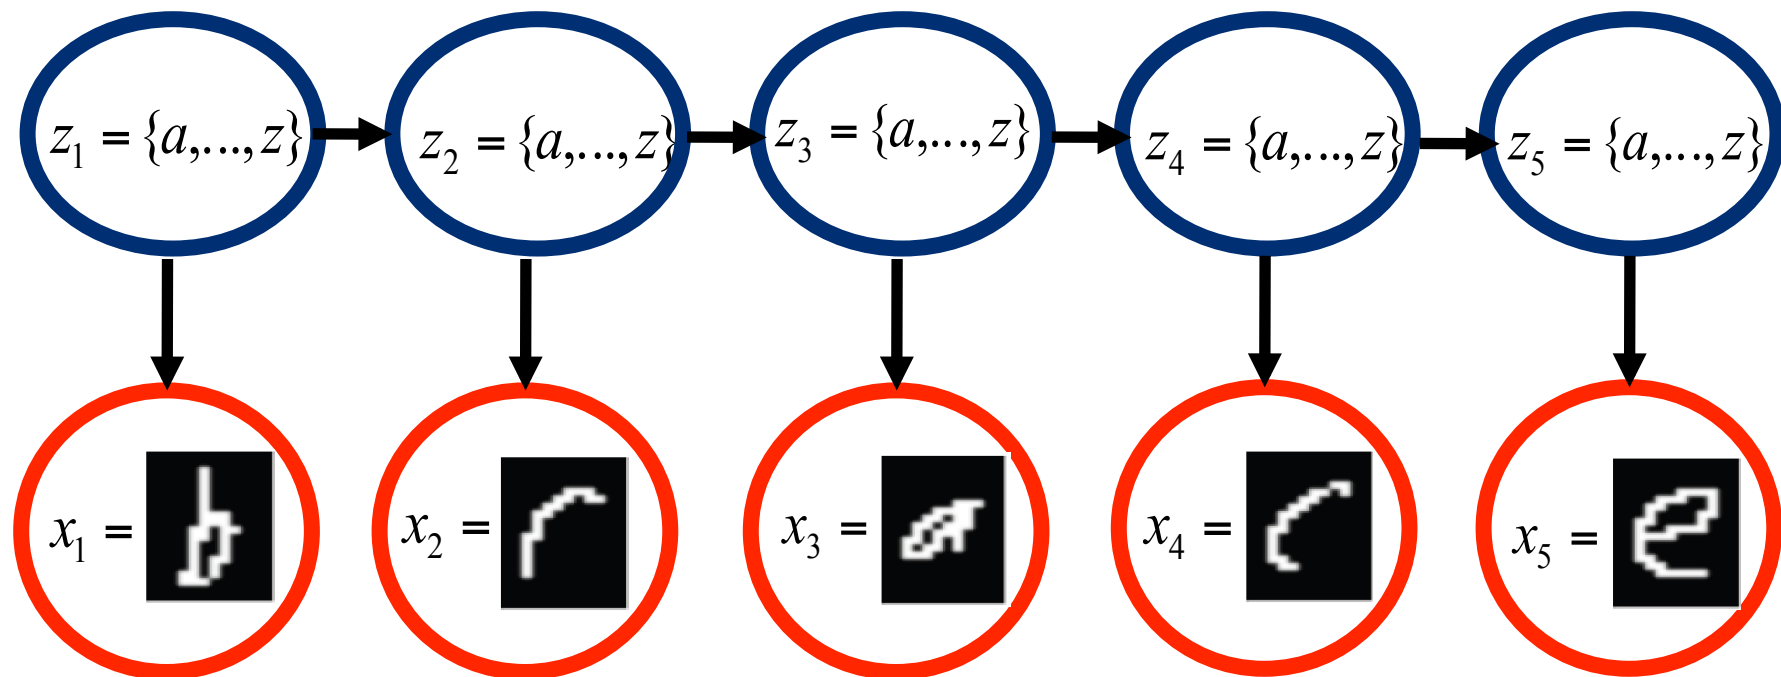 z₁ = {a,...,z} z₂ = {a,...,z} z₃ = {a,...,z} z₄ = {a,...,z} z₅ = {a,...,z}
x₁ = b x₂ = r x₃ = a x₄ = c x₅ = e